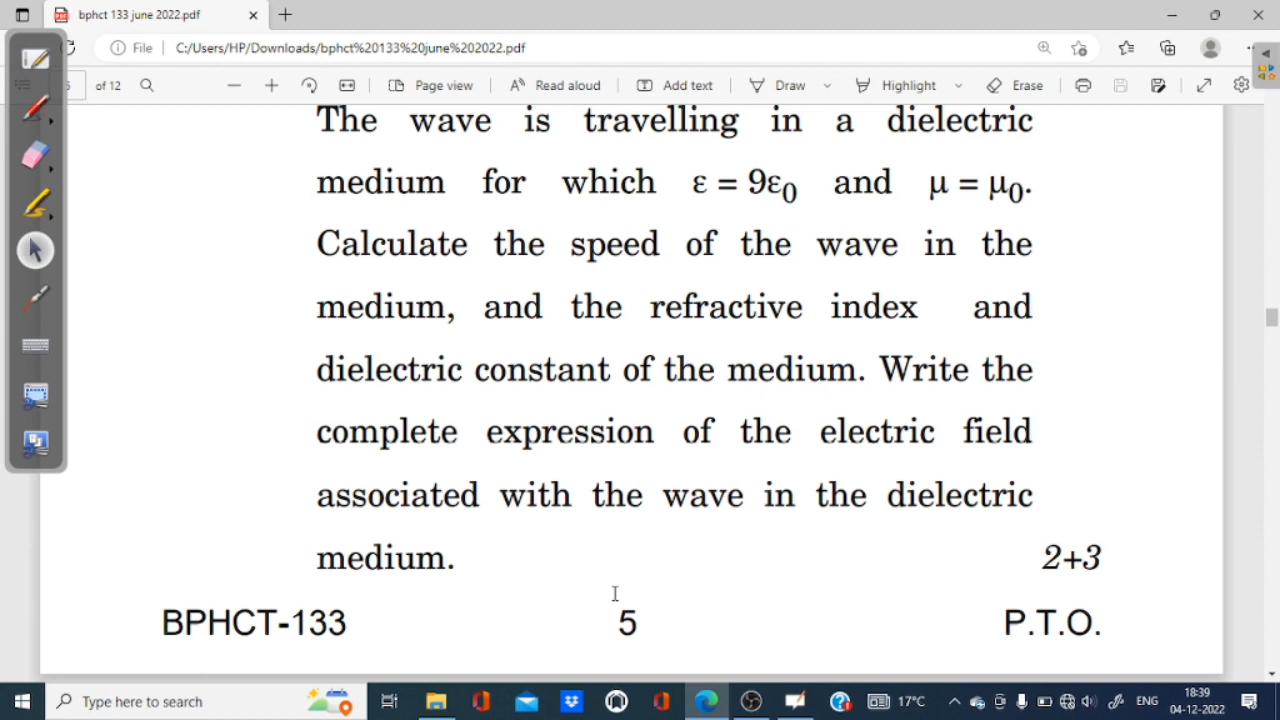 bphct 133 june 2022.pdf
File
C:/Users/HP/Downloads/bphct%20133%20june%202022.pdf
of 12
Page view
Read aloud
Add text
Draw
Highlight
Erase
The wave is travelling in a dielectric
medium for which ε = 9ε₀ and μ = μ₀.
Calculate the speed of the wave in the
medium, and the refractive index and
dielectric constant of the medium. Write the
complete expression of the electric field
associated with the wave in the dielectric
medium. 2+3
BPHCT-133 5 P.T.O.
Type here to search
17°C
ENG
18:39
04-12-2022